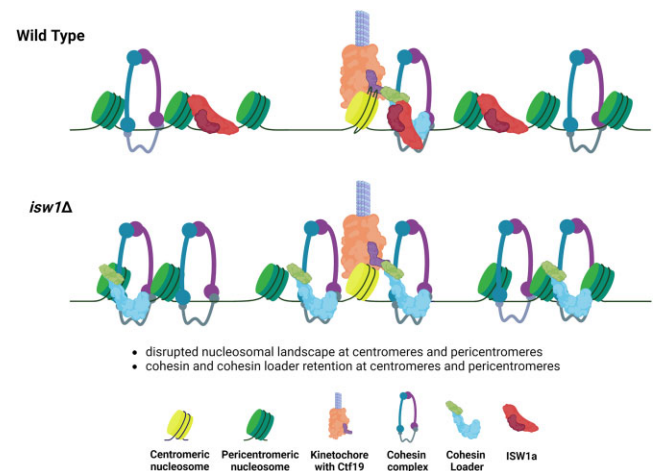 Wild Type
isw1Δ
• disrupted nucleosomal landscape at centromeres and pericentromeres
• cohesin and cohesin loader retention at centromeres and pericentromeres
Centromeric nucleosome
Pericentromeric nucleosome
Kinetochore with Ctf19
Cohesin complex
Cohesin Loader
ISW1a